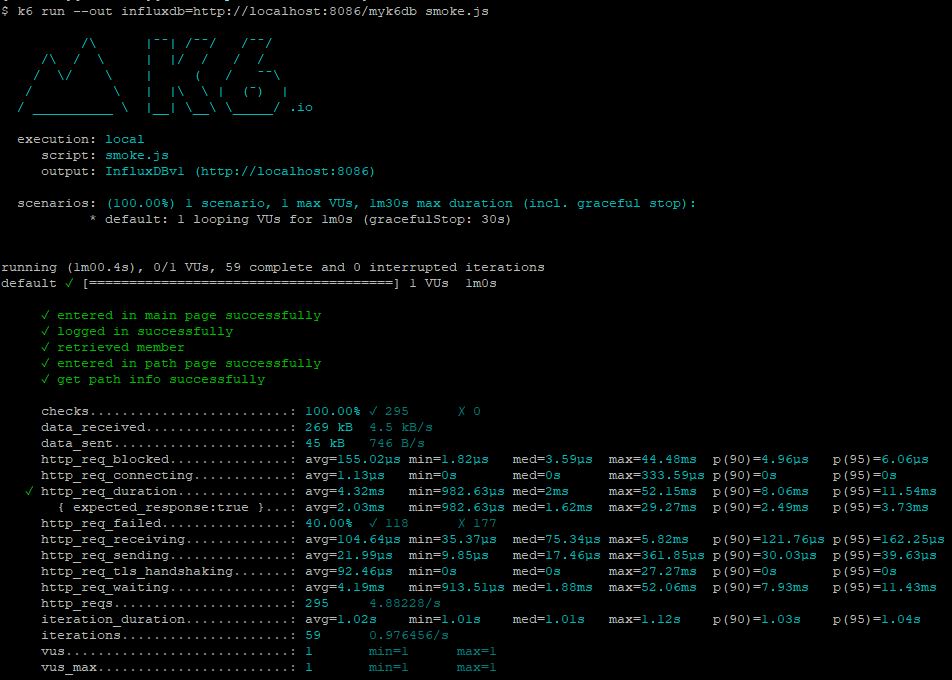 $ k6 run --out influxdb=http://localhost:8086/myk6db smoke.js
          /\      |‾‾| /‾‾/   /‾‾/
     /\  /  \     |  |/  /   /  /
    /  \/    \    |     (   /   ‾‾\
   /          \   |  |\  \ |  (‾)  |
  / __________ \  |__| \__\ \_____/ .io
execution: local
script: smoke.js
output: InfluxDBv1 (http://localhost:8086)
scenarios: (100.00%) 1 scenario, 1 max VUs, 1m30s max duration (incl. graceful stop):
* default: 1 looping VUs for 1m0s (gracefulStop: 30s)
running (1m00.4s), 0/1 VUs, 59 complete and 0 interrupted iterations
default ✓ [======================================] 1 VUs  1m0s
✓ entered in main page successfully
✓ logged in successfully
✓ retrieved member
✓ entered in path page successfully
✓ get path info successfully
checks.........................: 100.00% ✓ 295      ✗ 0
data_received..................: 269 kB  4.5 kB/s
data_sent......................: 45 kB   746 B/s
http_req_blocked...............: avg=155.02µs min=1.82µs   med=3.59µs  max=44.48ms  p(90)=4.96µs   p(95)=6.06µs
http_req_connecting............: avg=1.13µs   min=0s       med=0s      max=333.59µs p(90)=0s       p(95)=0s
✓ http_req_duration..............: avg=4.32ms   min=982.63µs med=2ms     max=52.15ms  p(90)=8.06ms   p(95)=11.54ms
{ expected_response:true }...: avg=2.03ms   min=982.63µs med=1.62ms  max=29.27ms  p(90)=2.49ms   p(95)=3.73ms
http_req_failed................: 40.00%  ✓ 118      ✗ 177
http_req_receiving.............: avg=104.64µs min=35.37µs  med=75.34µs max=5.82ms   p(90)=121.76µs p(95)=162.25µs
http_req_sending...............: avg=21.99µs  min=9.85µs   med=17.46µs max=361.85µs p(90)=30.03µs  p(95)=39.63µs
http_req_tls_handshaking.......: avg=92.46µs  min=0s       med=0s      max=27.27ms  p(90)=0s       p(95)=0s
http_req_waiting...............: avg=4.19ms   min=913.51µs med=1.88ms  max=52.06ms  p(90)=7.93ms   p(95)=11.43ms
http_reqs......................: 295     4.88228/s
iteration_duration.............: avg=1.02s    min=1.01s    med=1.01s   max=1.12s    p(90)=1.03s    p(95)=1.04s
iterations.....................: 59      0.976456/s
vus............................: 1       min=1      max=1
vus_max........................: 1       min=1      max=1